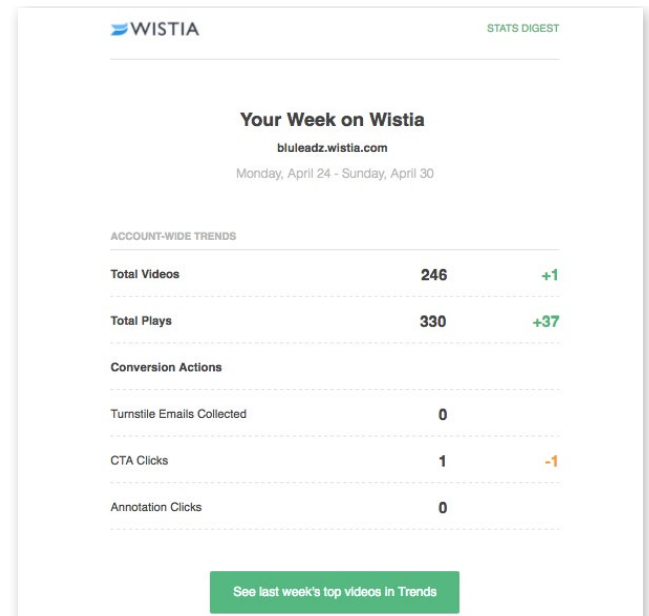 WISTIA STATS DIGEST
Your Week on Wistia
bluleadz.wistia.com
Monday, April 24 - Sunday, April 30
ACCOUNT-WIDE TRENDS
Total Videos 246 +1
Total Plays 330 +37
Conversion Actions
Turnstile Emails Collected 0
CTA Clicks 1 -1
Annotation Clicks 0
See last week's top videos in Trends